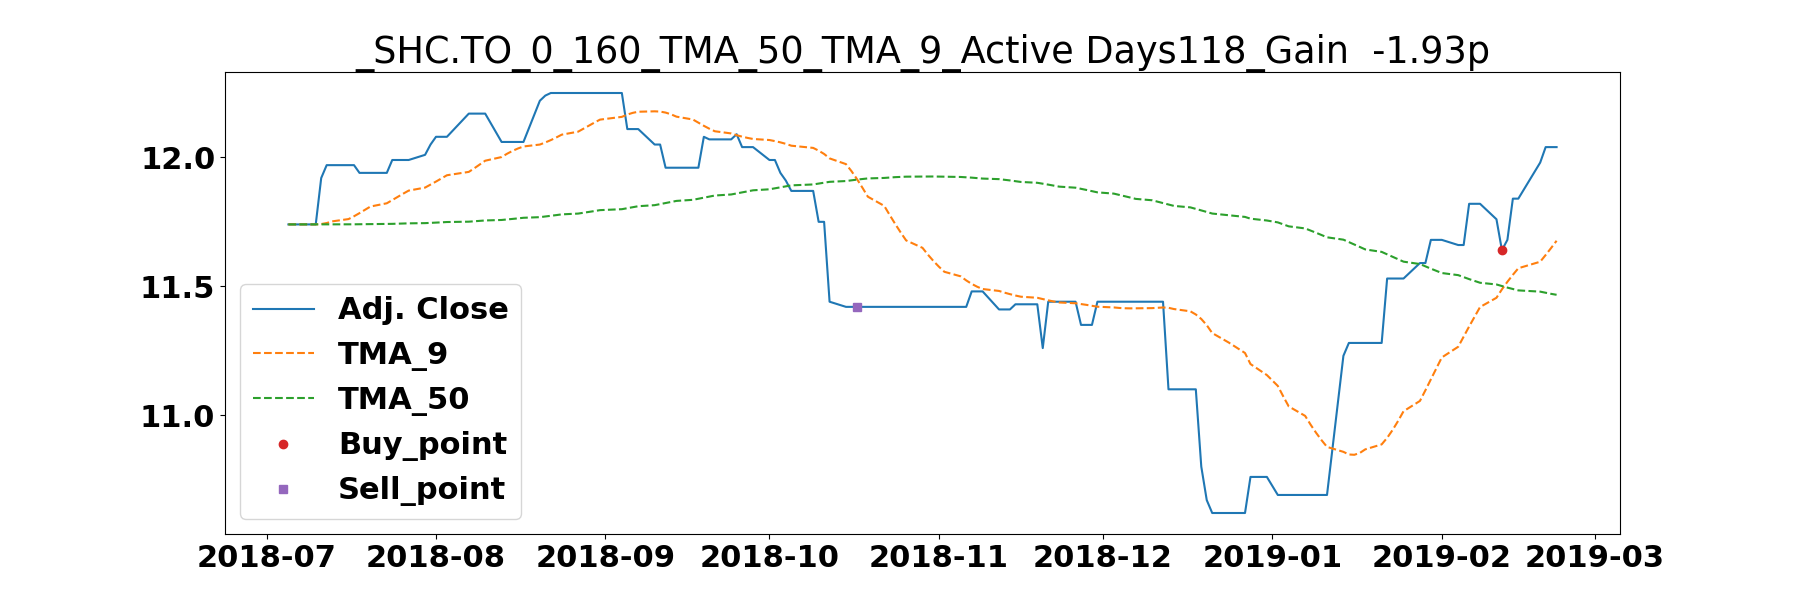 _SHC.TO_0_160_TMA_50_TMA_9_Active Days118_Gain  -1.93p
12.0
11.5
11.0
Adj. Close
TMA_9
TMA_50
Buy_point
Sell_point
2018-07 2018-08 2018-09 2018-10 2018-11 2018-12 2019-01 2019-02 2019-03